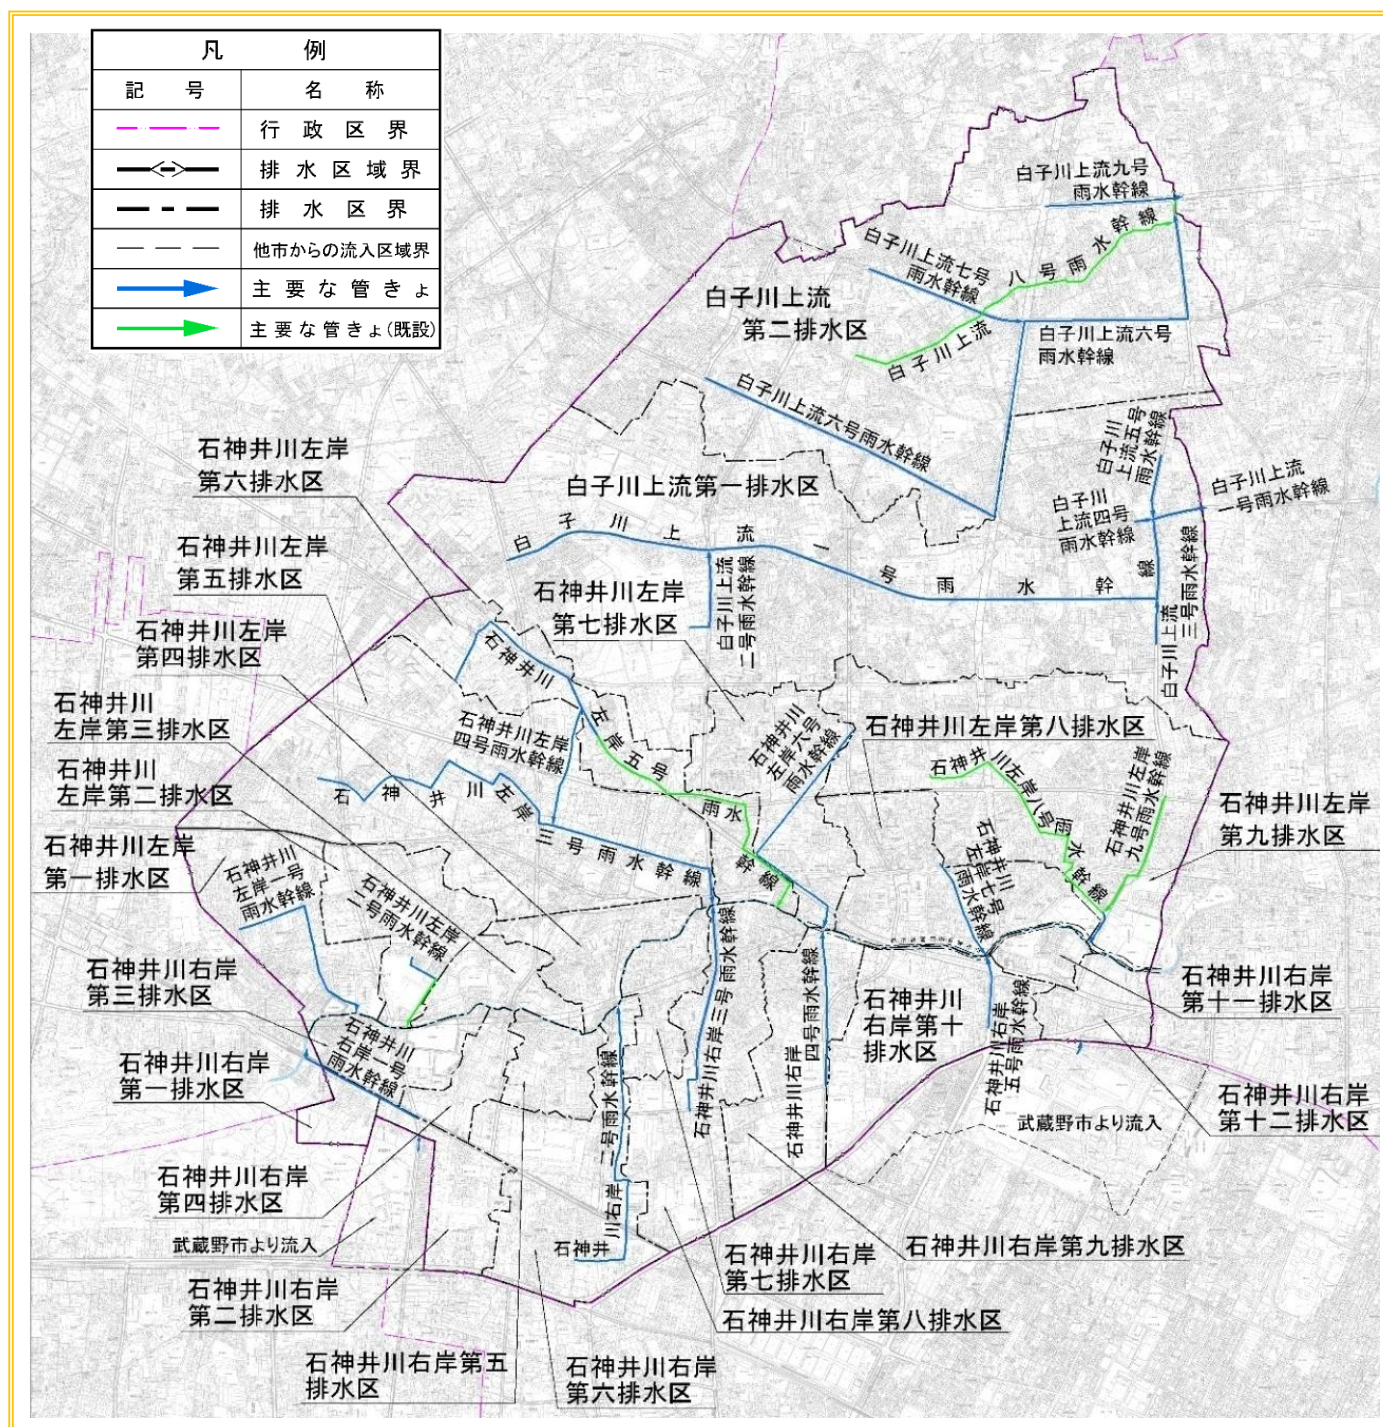 凡例
記号 名称
行政区界
排水区域界
排水区界
他市からの流入区域界
主要な管きょ
主要な管きょ(既設)
白子川上流九号
雨水幹線
白子川上流七号
雨水幹線
白子川上流八号雨水幹線
白子川上流
第二排水区
白子川上流六号
雨水幹線
白子川上流六号雨水幹線
白子川
上流五号
雨水幹線
石神井川左岸
第六排水区
白子川上流第一排水区
白子川上流
一号雨水幹線
白子川
上流四号
雨水幹線
白子川上流一号雨水幹線
石神井川左岸
第五排水区
白子川上流
二号雨水幹線
白子川上流
三号雨水幹線
石神井川左岸
第七排水区
石神井川左岸
第四排水区
石神井川左岸五号雨水幹線
石神井川
左岸第三排水区
石神井川左岸
四号雨水幹線
石神井川
左岸六号
雨水幹線
石神井川左岸第八排水区
石神井川
左岸第二排水区
石神井川左岸三号雨水幹線
石神井川左岸八号雨水幹線
石神井川左岸
九号雨水幹線
石神井川左岸
第九排水区
石神井川左岸
第一排水区
石神井川
左岸一号
雨水幹線
石神井川左岸
二号雨水幹線
石神井川
左岸七号
雨水幹線
石神井川右岸
第三排水区
石神井川右岸三号雨水幹線
石神井川右岸
四号雨水幹線
石神井川
右岸第十
排水区
石神井川右岸
五号雨水幹線
石神井川右岸
第十一排水区
石神井川
右岸一号
雨水幹線
石神井川右岸
第一排水区
石神井川右岸二号雨水幹線
石神井川右岸
第十二排水区
武蔵野市より流入
石神井川右岸
第四排水区
武蔵野市より流入
石神井川右岸第九排水区
石神井川右岸
第七排水区
石神井川右岸
第二排水区
石神井川右岸第八排水区
石神井川右岸第五
排水区
石神井川右岸
第六排水区